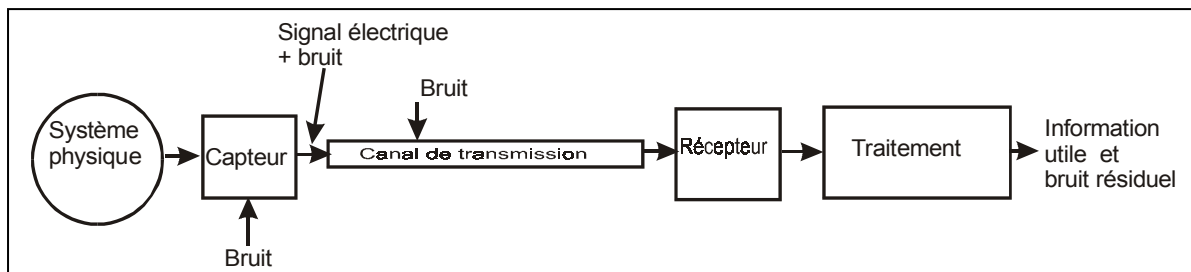 Signal électrique
+ bruit
Bruit
Système
physique
Capteur
Canal de transmission
Récepteur
Traitement
Information
utile et
bruit résiduel
Bruit